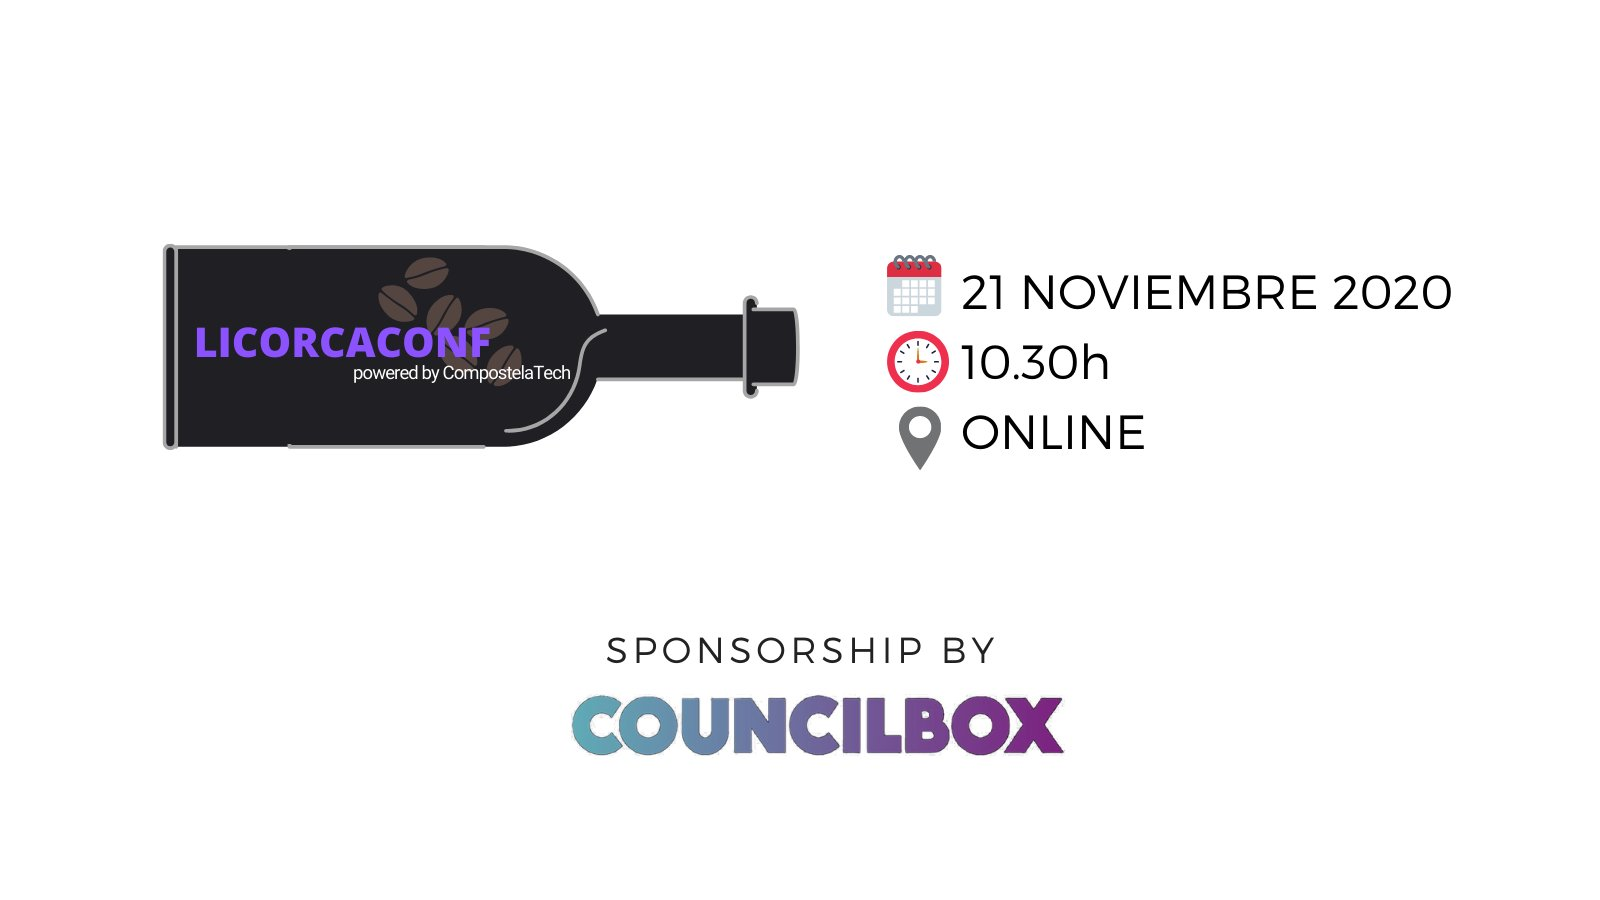 LICORCACONF
powered by CompostelaTech
21 NOVIEMBRE 2020
10.30h
ONLINE
SPONSORSHIP BY
COUNCILBOX